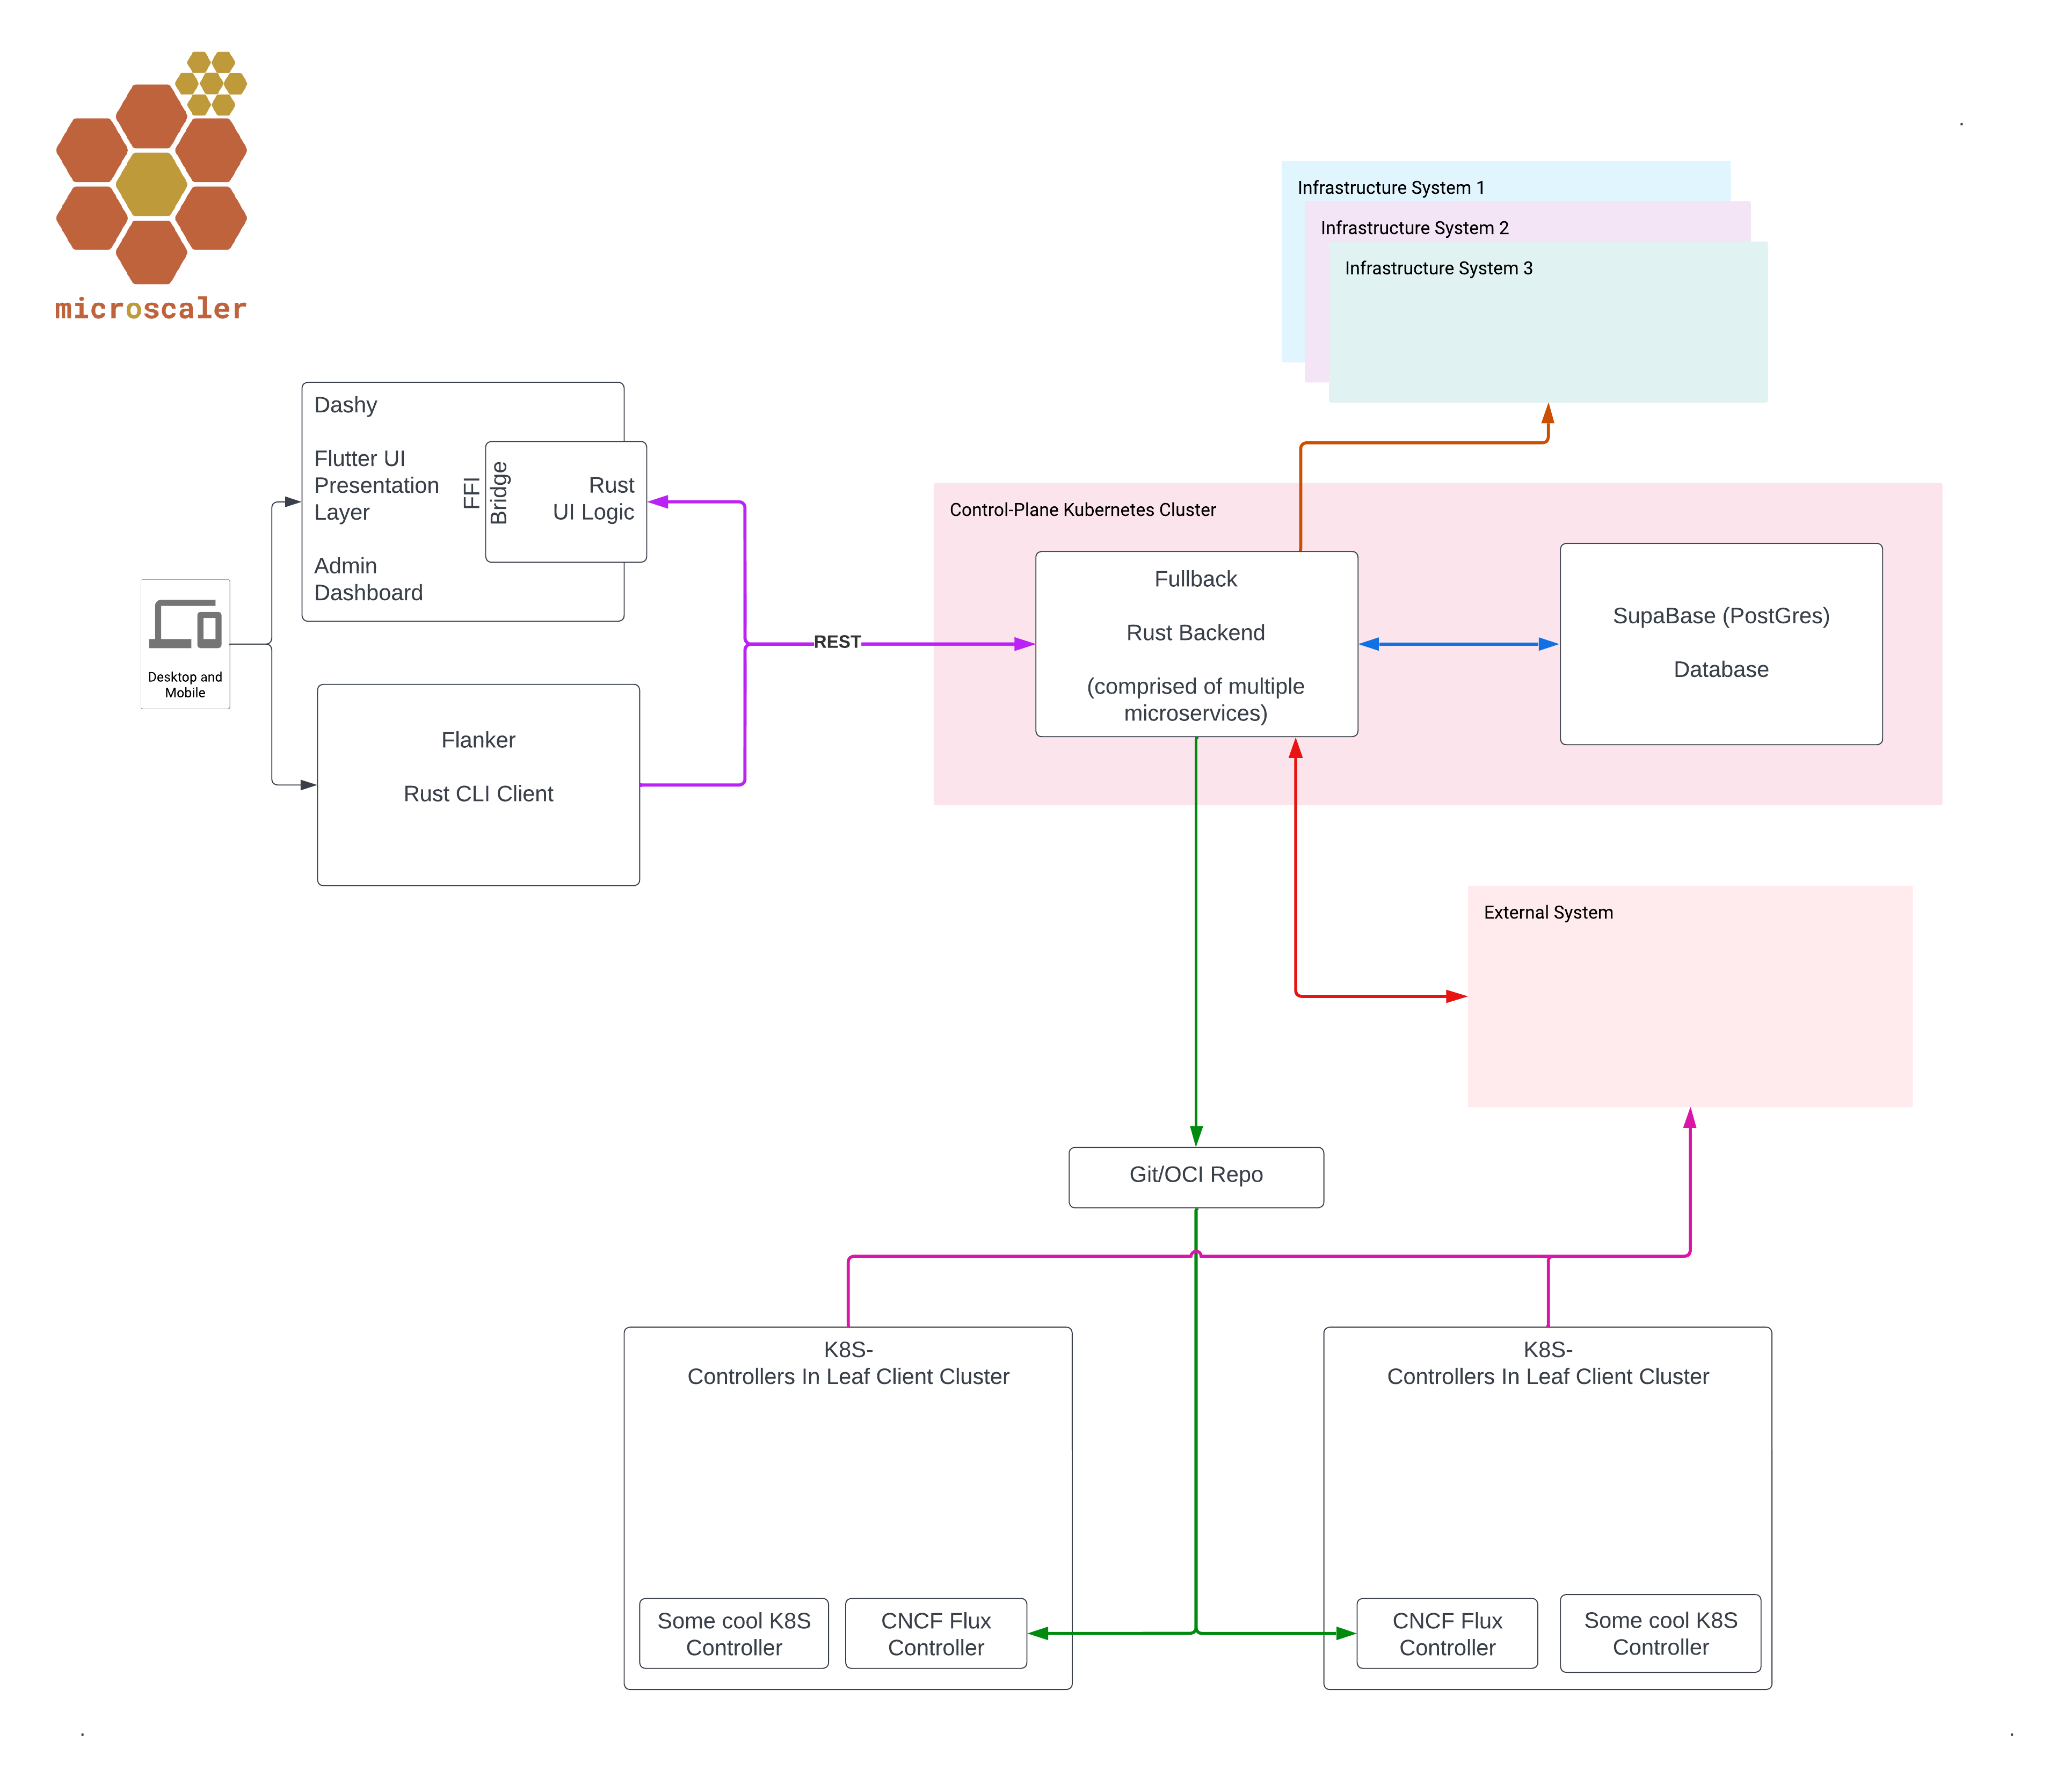 microscaler
Infrastructure System 1
Infrastructure System 2
Infrastructure System 3
Dashy
Flutter UI
Presentation
Layer
Admin
Dashboard
FFI
Bridge
Rust
UI Logic
Desktop and
Mobile
Flanker
Rust CLI Client
REST
Control-Plane Kubernetes Cluster
Fullback
Rust Backend
(comprised of multiple
microservices)
SupaBase (PostGres)
Database
External System
Git/OCI Repo
K8S-
Controllers In Leaf Client Cluster
Some cool K8S
Controller
CNCF Flux
Controller
K8S-
Controllers In Leaf Client Cluster
CNCF Flux
Controller
Some cool K8S
Controller